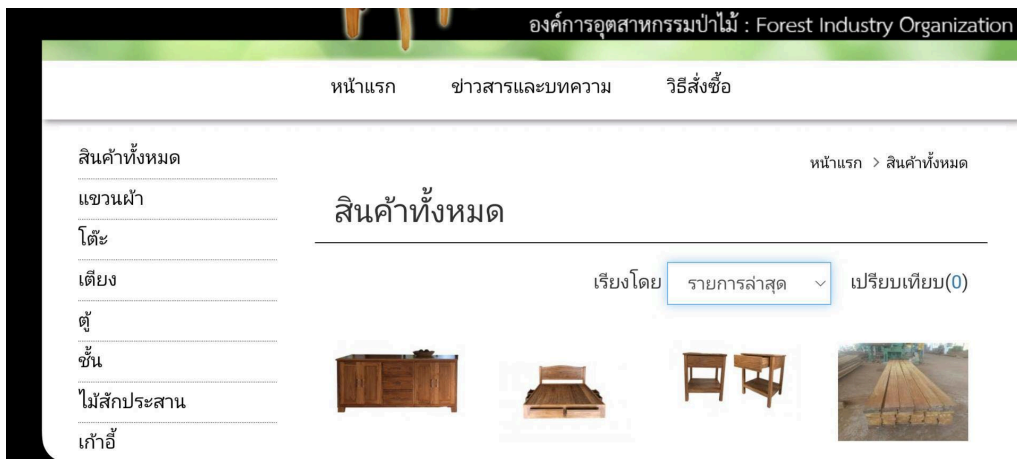 องค์การอุตสาหกรรมป่าไม้ : Forest Industry Organization
หน้าแรก ข่าวสารและบทความ วิธีสั่งซื้อ
สินค้าทั้งหมด
แขวนผ้า
โต๊ะ
เตียง
ตู้
ชั้น
ไม้สักประสาน
เก้าอี้
หน้าแรก > สินค้าทั้งหมด
สินค้าทั้งหมด
เรียงโดย รายการล่าสุด เปรียบเทียบ(0)